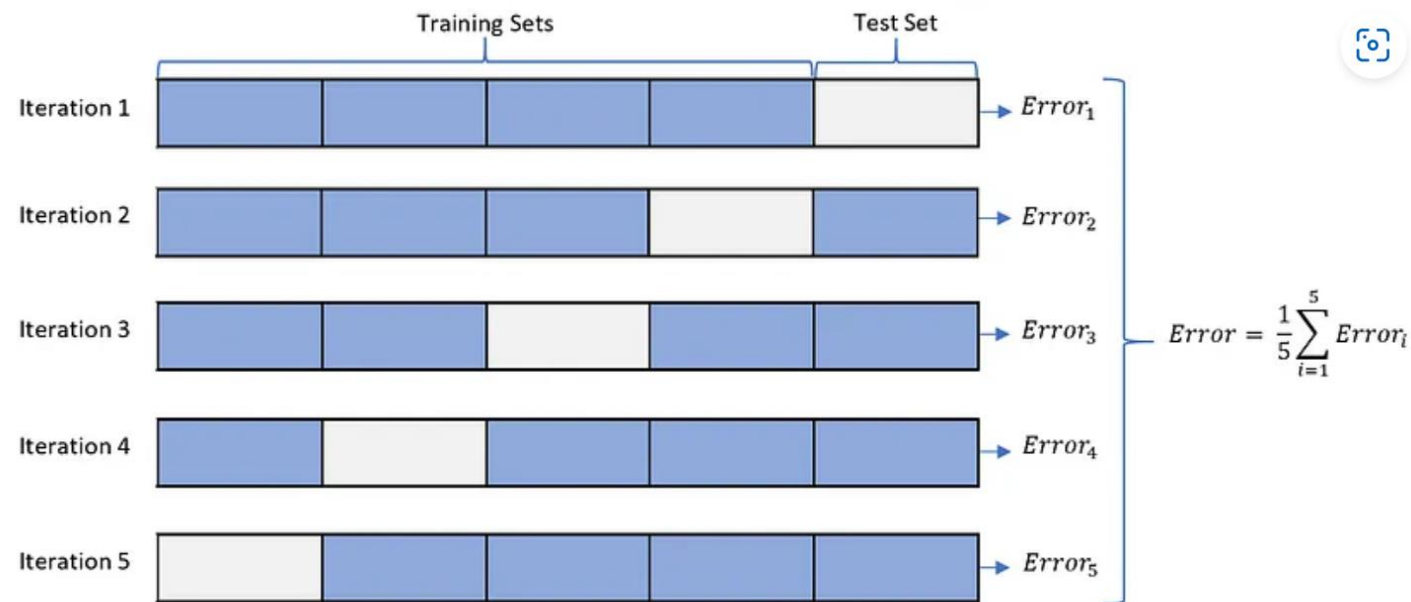 Training Sets
Test Set
Iteration 1
Error₁
Iteration 2
Error₂
Iteration 3
Error₃
Iteration 4
Error₄
Iteration 5
Error₅
Error = 1/5 ∑_{i=1}^{5} Errorᵢ